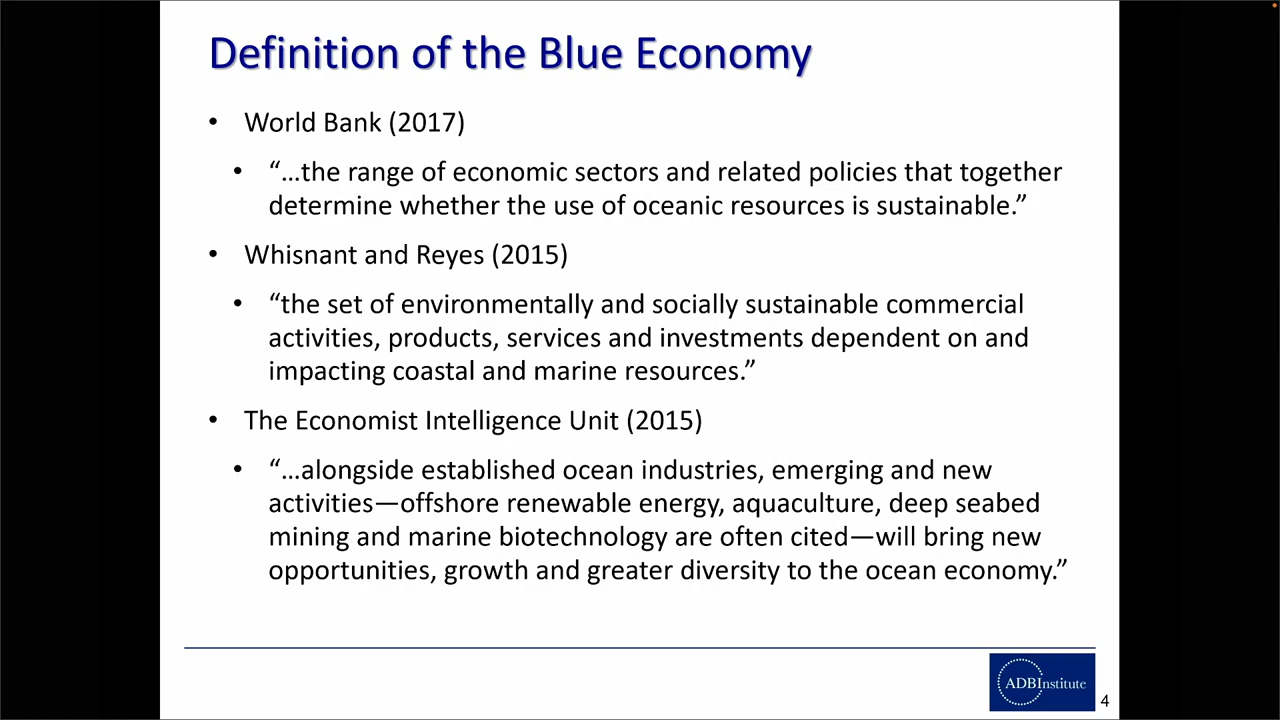 Definition of the Blue Economy
• World Bank (2017)
• “…the range of economic sectors and related policies that together
determine whether the use of oceanic resources is sustainable.”
• Whisnant and Reyes (2015)
• “the set of environmentally and socially sustainable commercial
activities, products, services and investments dependent on and
impacting coastal and marine resources.”
• The Economist Intelligence Unit (2015)
• “…alongside established ocean industries, emerging and new
activities—offshore renewable energy, aquaculture, deep seabed
mining and marine biotechnology are often cited—will bring new
opportunities, growth and greater diversity to the ocean economy.”
ADBInstitute
4